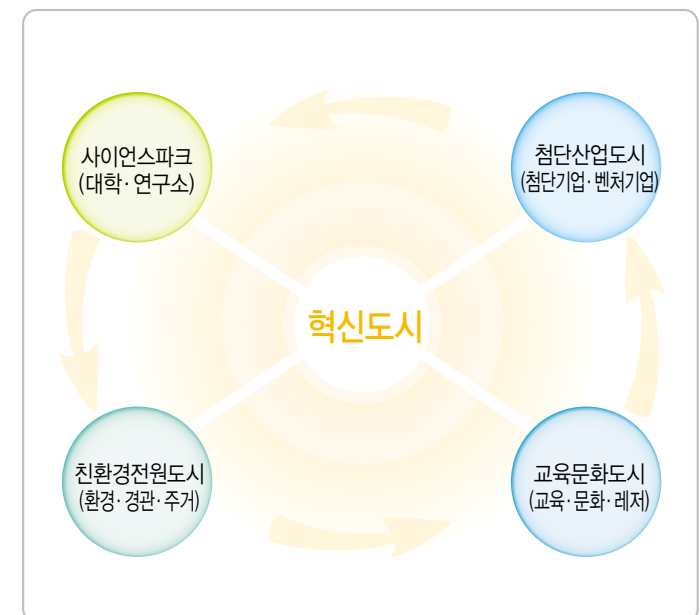 사이언스파크
(대학·연구소)
첨단산업도시
(첨단기업·벤처기업)
혁신도시
친환경전원도시
(환경·경관·주거)
교육문화도시
(교육·문화·레저)